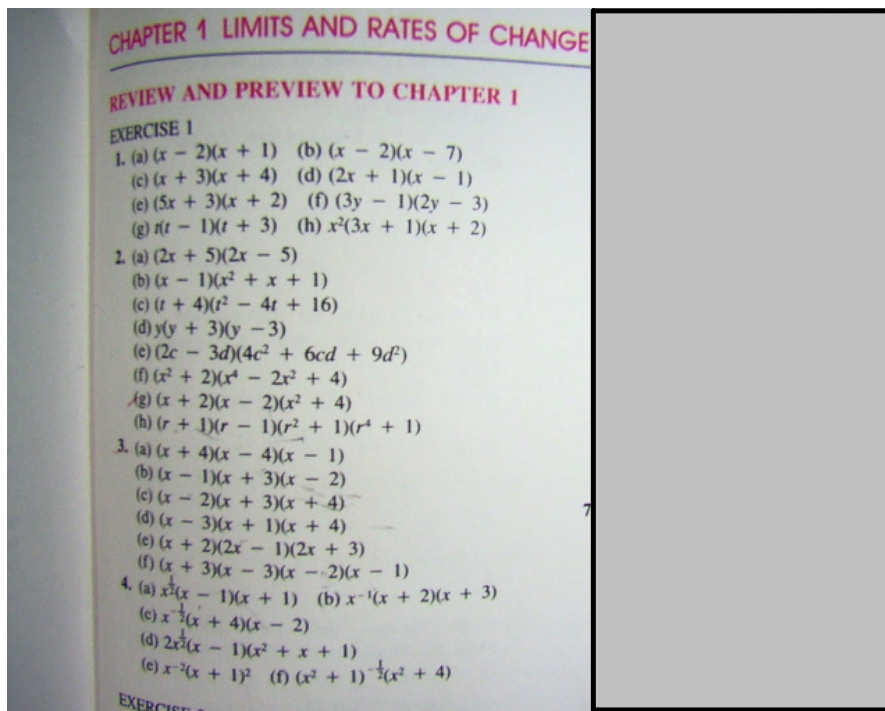 CHAPTER 1 LIMITS AND RATES OF CHANGE
REVIEW AND PREVIEW TO CHAPTER 1
EXERCISE 1
1. (a) (x − 2)(x + 1) (b) (x − 2)(x − 7)
(c) (x + 3)(x + 4) (d) (2x + 1)(x − 1)
(e) (5x + 3)(x + 2) (f) (3y − 1)(2y − 3)
(g) t(t − 1)(t + 3) (h) x²(3x + 1)(x + 2)
2. (a) (2x + 5)(2x − 5)
(b) (x − 1)(x² + x + 1)
(c) (t + 4)(t² − 4t + 16)
(d) y(y + 3)(y −3)
(e) (2c − 3d)(4c² + 6cd + 9d²)
(f) (x² + 2)(x⁴ − 2x² + 4)
(g) (x + 2)(x − 2)(x² + 4)
(h) (r + 1)(r − 1)(r² + 1)(r⁴ + 1)
3. (a) (x + 4)(x − 4)(x − 1)
(b) (x − 1)(x + 3)(x − 2)
(c) (x − 2)(x + 3)(x + 4)
7
(d) (x − 3)(x + 1)(x + 4)
(e) (x + 2)(2x − 1)(2x + 3)
(f) (x + 3)(x − 3)(x − 2)(x − 1)
4. (a) x^½(x − 1)(x + 1) (b) x⁻¹(x + 2)(x + 3)
(c) x^−½(x + 4)(x − 2)
(d) 2x^½(x − 1)(x² + x + 1)
(e) x⁻²(x + 1)² (f) (x² + 1)^−½(x² + 4)
EXERCISE